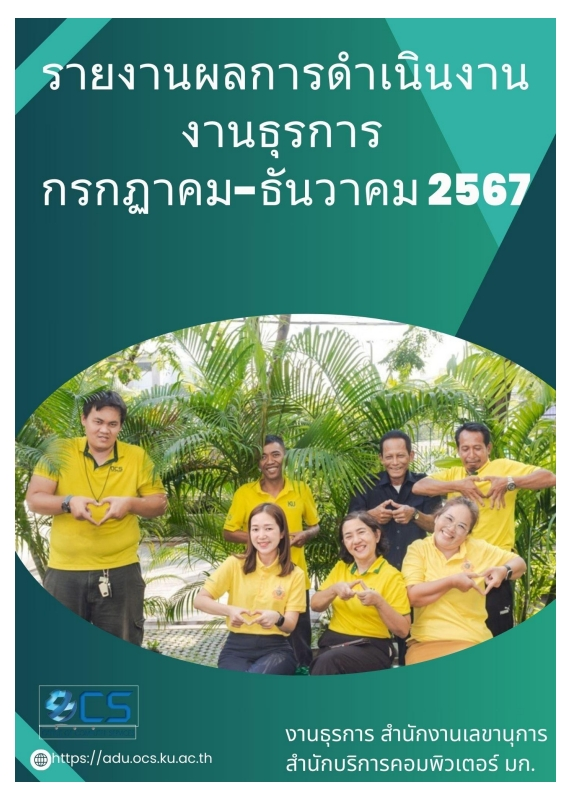 รายงานผลการดำเนินงาน
งานธุรการ
กรกฏาคม-ธันวาคม 2567
OCS
OCS
https://adu.ocs.ku.ac.th
งานธุรการ สำนักงานเลขานุการ
สำนักบริการคอมพิวเตอร์ มก.